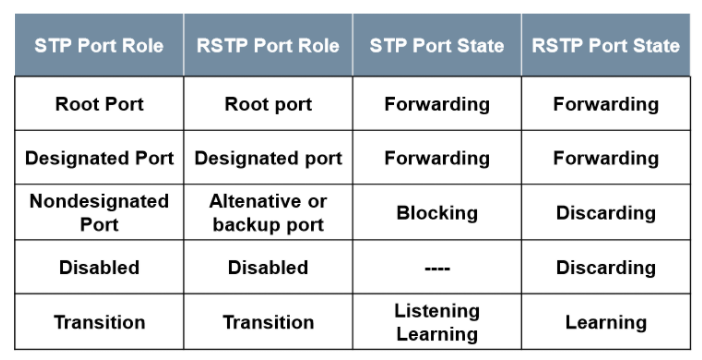 STP Port Role RSTP Port Role STP Port State RSTP Port State
Root Port Root port Forwarding Forwarding
Designated Port Designated port Forwarding Forwarding
Nondesignated Port Altenative or backup port Blocking Discarding
Disabled Disabled ---- Discarding
Transition Transition Listening Learning Learning